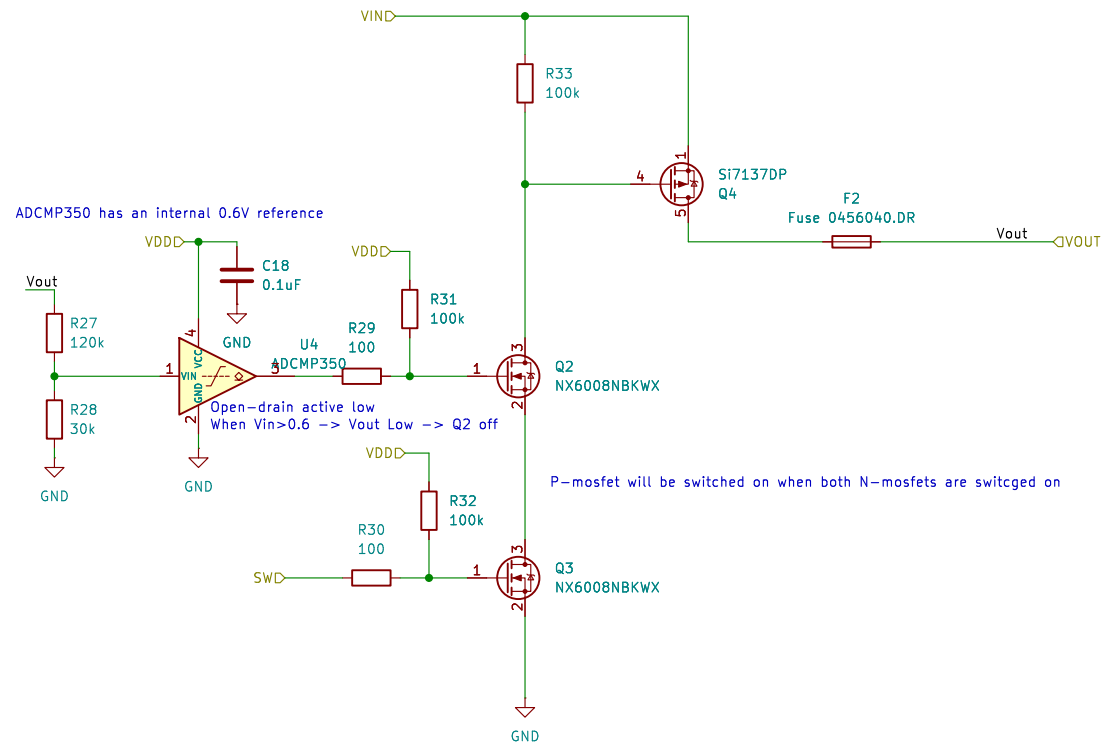 VIN
R33
100k
1
4
Si7137DP
Q4
5
F2
Fuse 0456040.DR
Vout
VOUT
ADCMP350 has an internal 0.6V reference
VDD
C18
0.1uF
GND
VDD
R31
100k
Vout
R27
120k
R28
30k
GND
4
VCC
1
VIN
GND
2
GND
U4
ADCMP350
3
R29
100
1
3
Q2
NX6008NBKWX
2
Open-drain active low
When Vin>0.6 -> Vout Low -> Q2 off
VDD
R32
100k
P-mosfet will be switched on when both N-mosfets are switcged on
R30
100
SW
1
3
Q3
NX6008NBKWX
2
GND